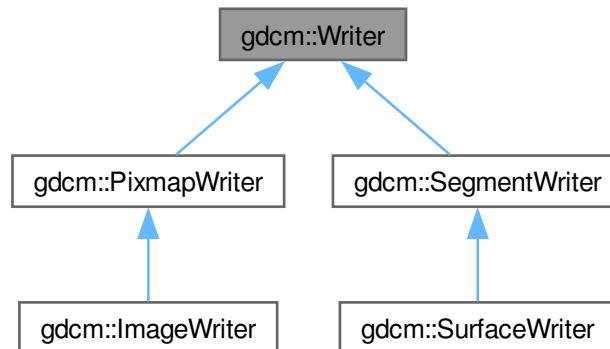 gdcm::Writer
gdcm::PixmapWriter
gdcm::SegmentWriter
gdcm::ImageWriter
gdcm::SurfaceWriter